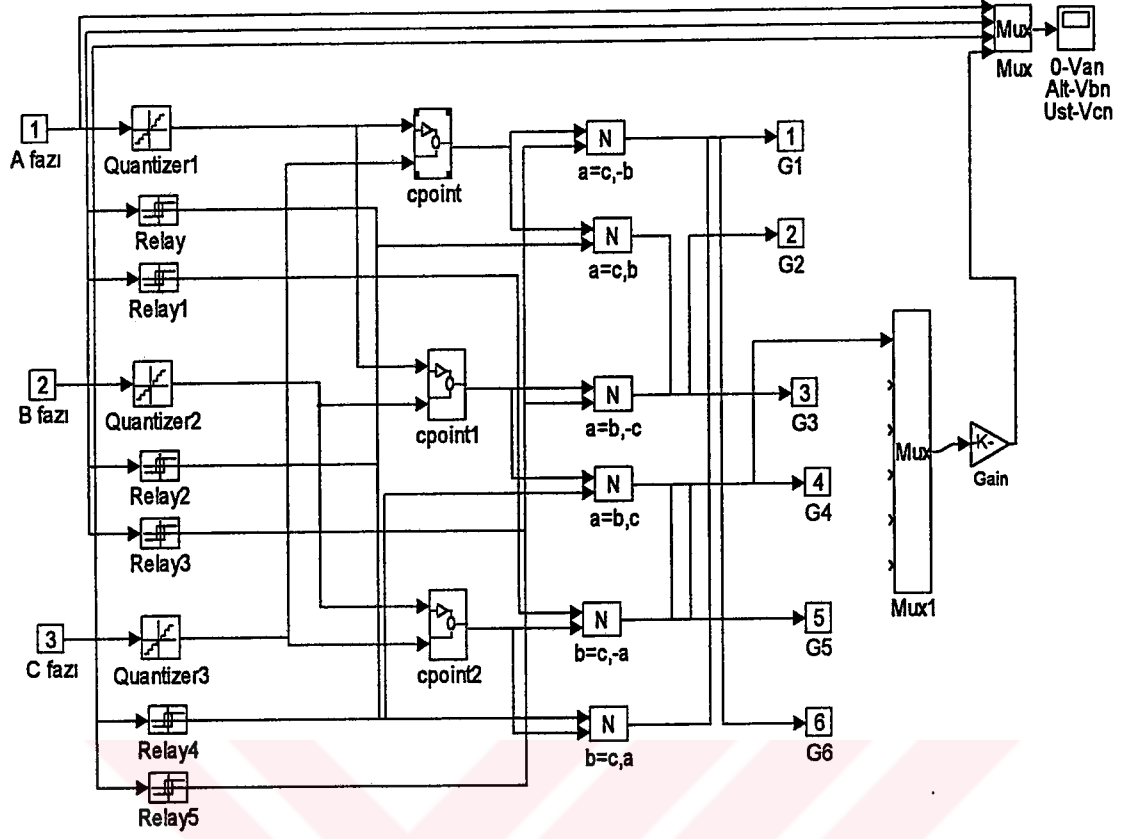 Mux
Mux
0-Van
Alt-Vbn
Ust-Vcn
1
A fazı
Quantizer1
cpoint
N
a=c,-b
1
G1
Relay
N
a=c,b
2
G2
Relay1
2
B fazı
Quantizer2
cpoint1
N
a=b,-c
3
G3
Mux
K-
Gain
Relay2
N
a=b,c
4
G4
Relay3
Mux1
3
C fazı
Quantizer3
cpoint2
N
b=c,-a
5
G5
Relay4
N
b=c,a
6
G6
Relay5